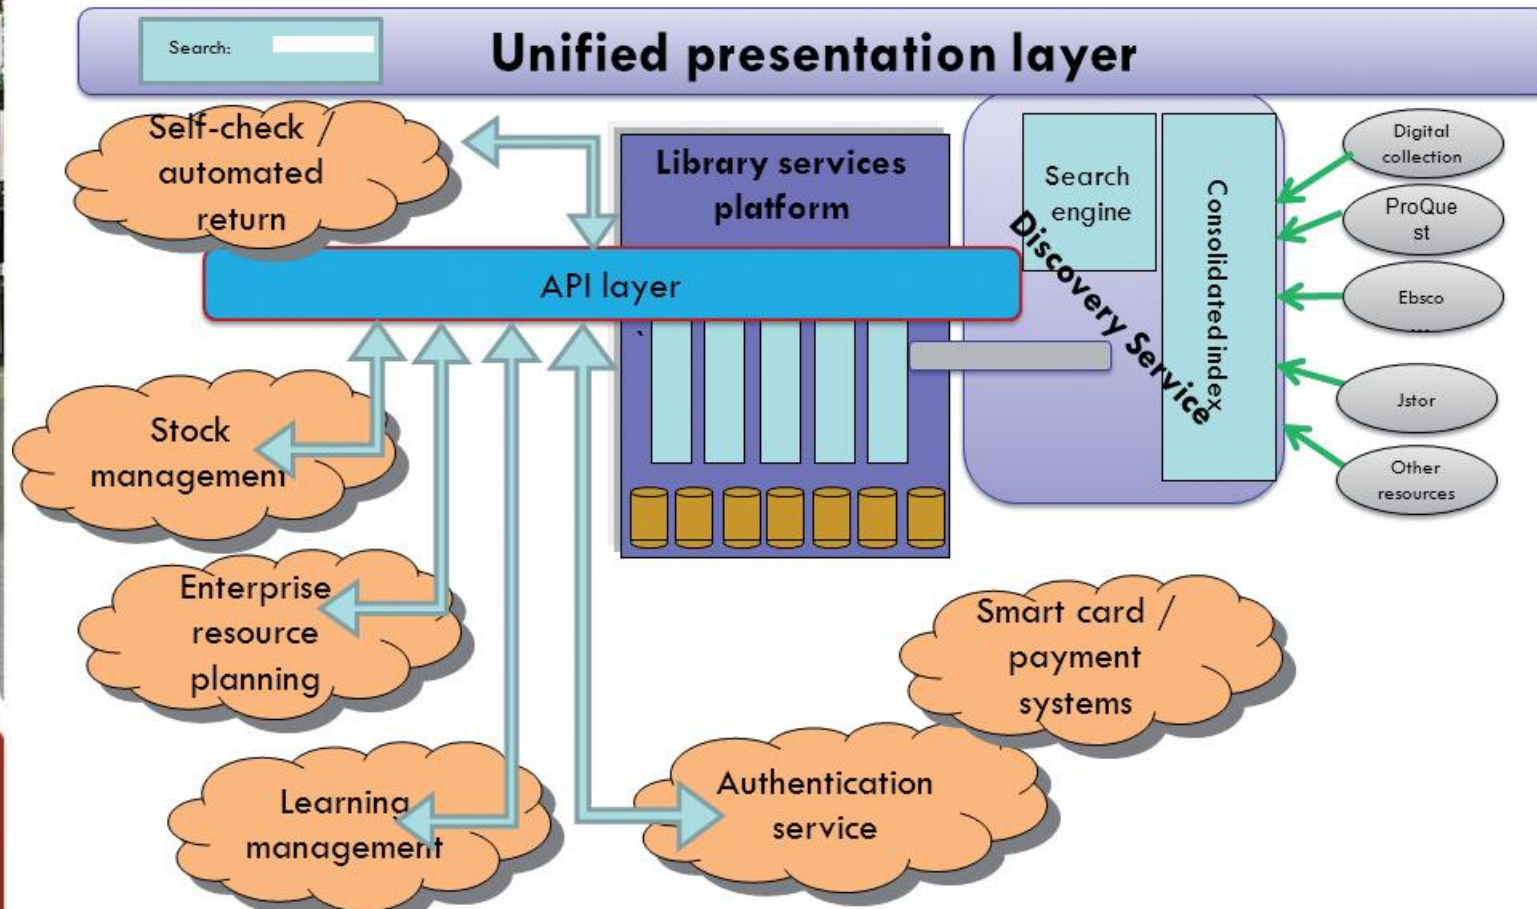 Search:
Unified presentation layer
Self-check /
automated
return
Library services
platform
API layer
`
Search
engine
Discovery Service
Consolidated index
Digital
collection
ProQue
st
Ebsco
...
Jstor
Other
resources
Stock
management
Enterprise
resource
planning
Learning
management
Authentication
service
Smart card /
payment
systems